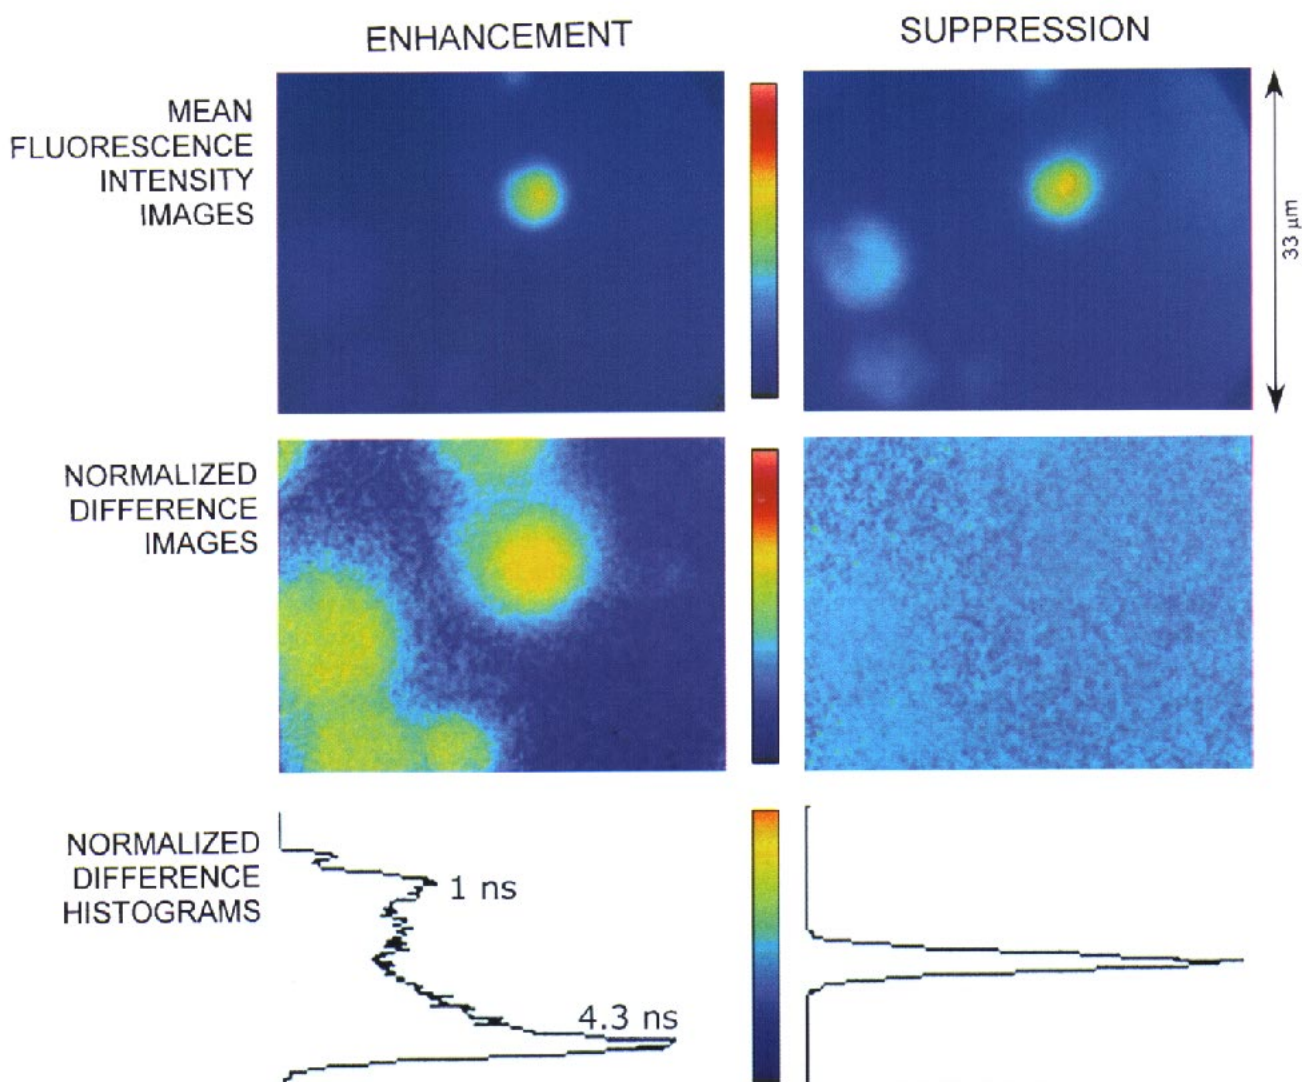 ENHANCEMENT
SUPPRESSION
MEAN
FLUORESCENCE
INTENSITY
IMAGES
33 µm
NORMALIZED
DIFFERENCE
IMAGES
NORMALIZED
DIFFERENCE
HISTOGRAMS
1 ns
4.3 ns